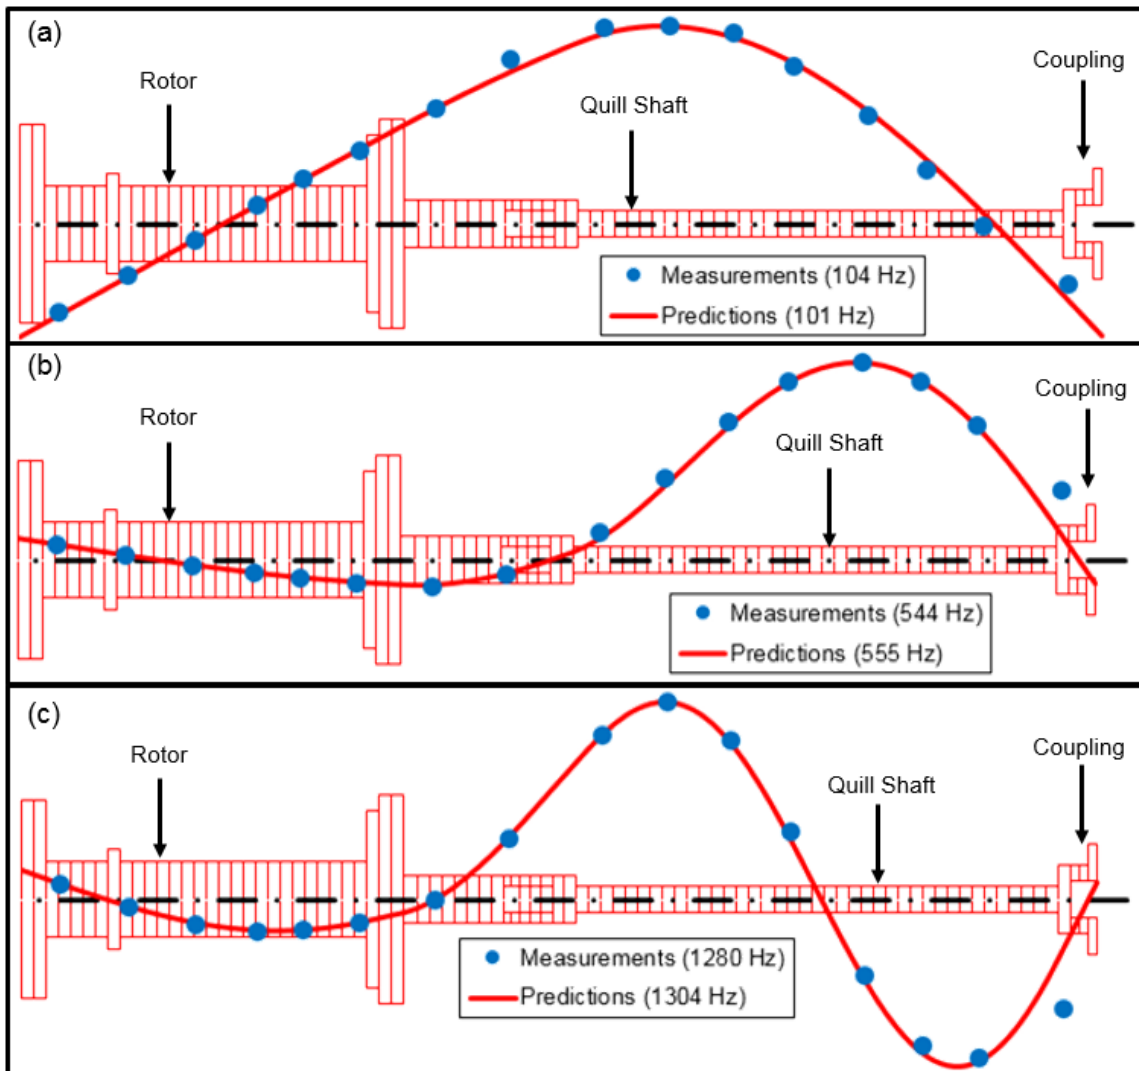 (a)
Rotor
Quill Shaft
Coupling
Measurements (104 Hz)
Predictions (101 Hz)
(b)
Rotor
Quill Shaft
Coupling
Measurements (544 Hz)
Predictions (555 Hz)
(c)
Rotor
Quill Shaft
Coupling
Measurements (1280 Hz)
Predictions (1304 Hz)